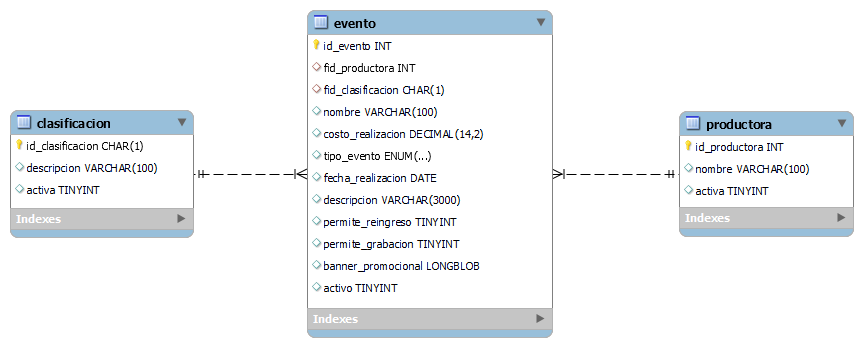 clasificacion
id_clasificacion CHAR(1)
descripcion VARCHAR(100)
activa TINYINT
Indexes
evento
id_evento INT
fid_productora INT
fid_clasificacion CHAR(1)
nombre VARCHAR(100)
costo_realizacion DECIMAL(14,2)
tipo_evento ENUM(...)
fecha_realizacion DATE
descripcion VARCHAR(3000)
permite_reingreso TINYINT
permite_grabacion TINYINT
banner_promocional LONGBLOB
activo TINYINT
Indexes
productora
id_productora INT
nombre VARCHAR(100)
activa TINYINT
Indexes